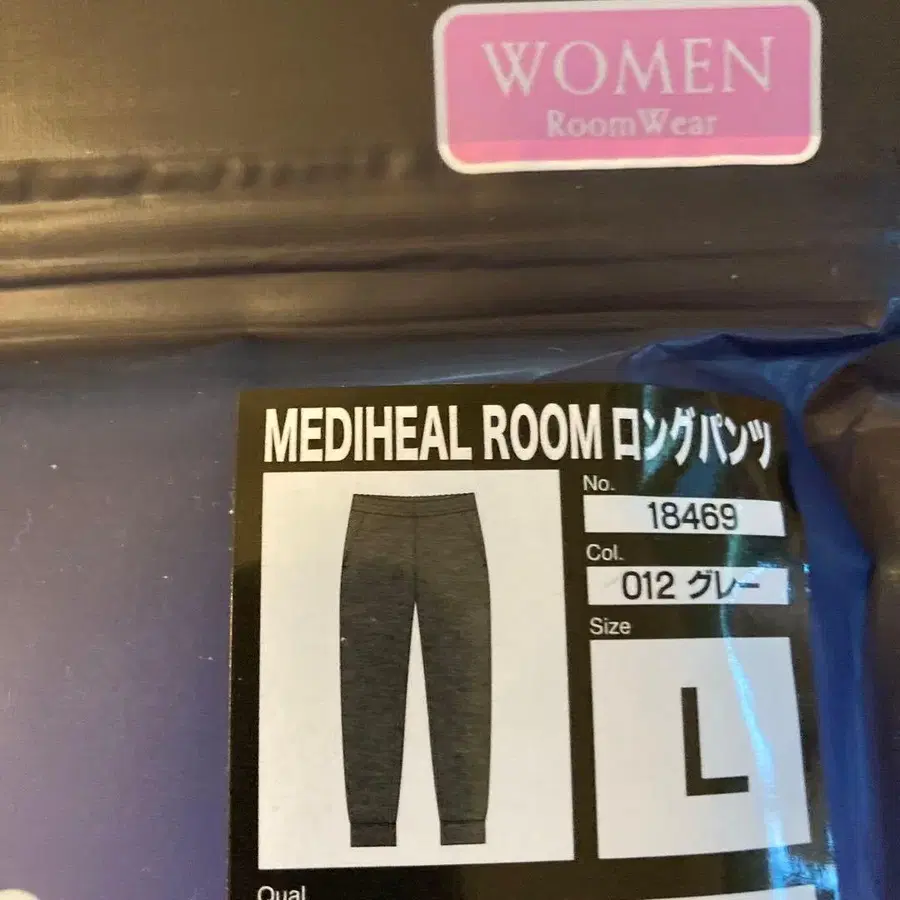 WOMEN
RoomWear
MEDIHEAL ROOM ロングパンツ
No.
18469
Col.
012 グレー
Size
L
Qual